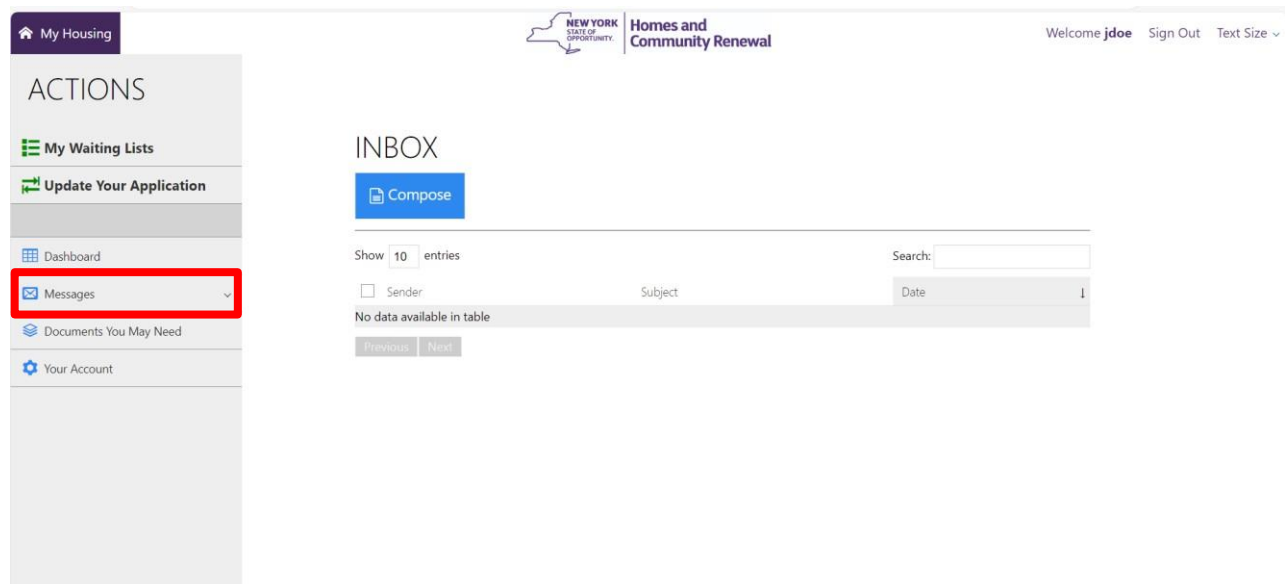 My Housing
NEW YORK
STATE OF
OPPORTUNITY.
Homes and
Community Renewal
Welcome jdoe Sign Out Text Size
ACTIONS
My Waiting Lists
Update Your Application
Dashboard
Messages
Documents You May Need
Your Account
INBOX
Compose
Show 10 entries Search:
Sender Subject Date
No data available in table
Previous Next